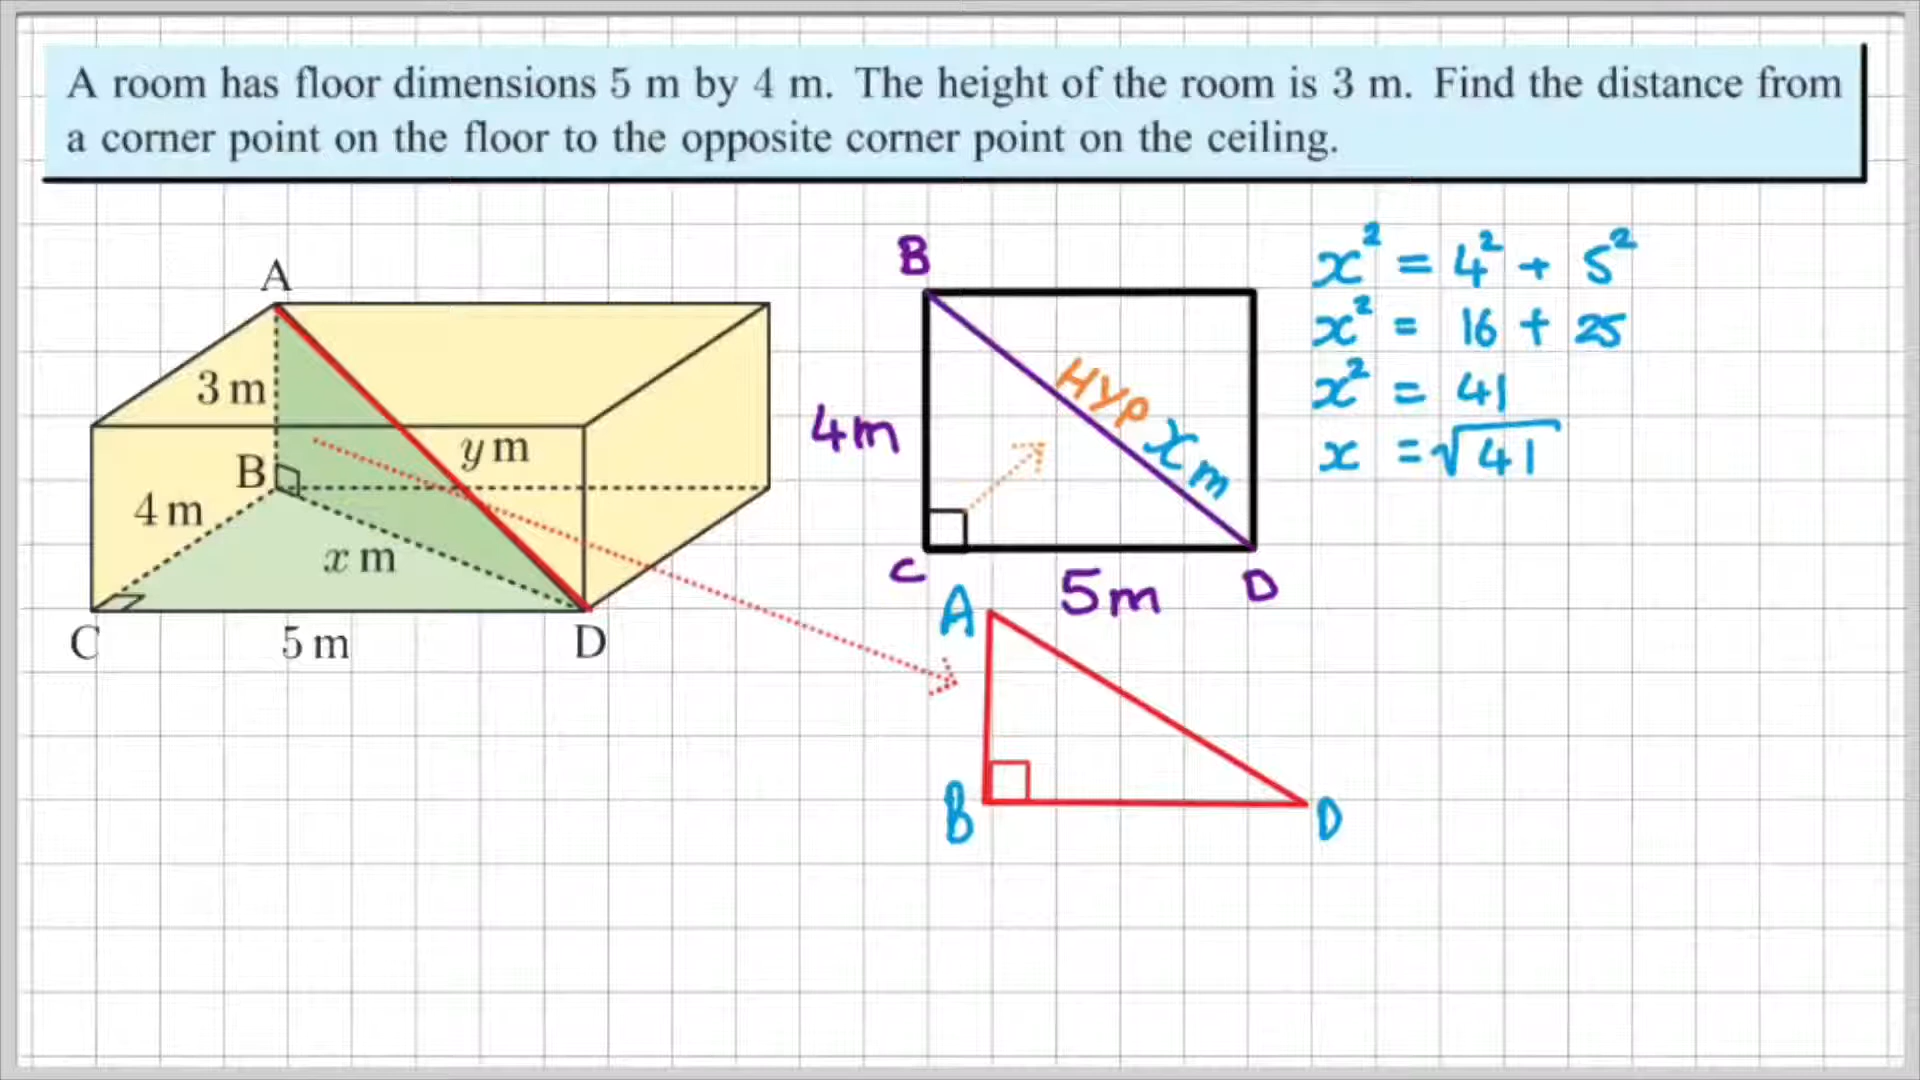 A room has floor dimensions 5 m by 4 m. The height of the room is 3 m. Find the distance from
a corner point on the floor to the opposite corner point on the ceiling.
A
3 m
y m
B
4 m
x m
C
5 m
D
B
4m
Hyp
x m
C
5m
D
x² = 4² + 5²
x² = 16 + 25
x² = 41
x = √41
A
B
D